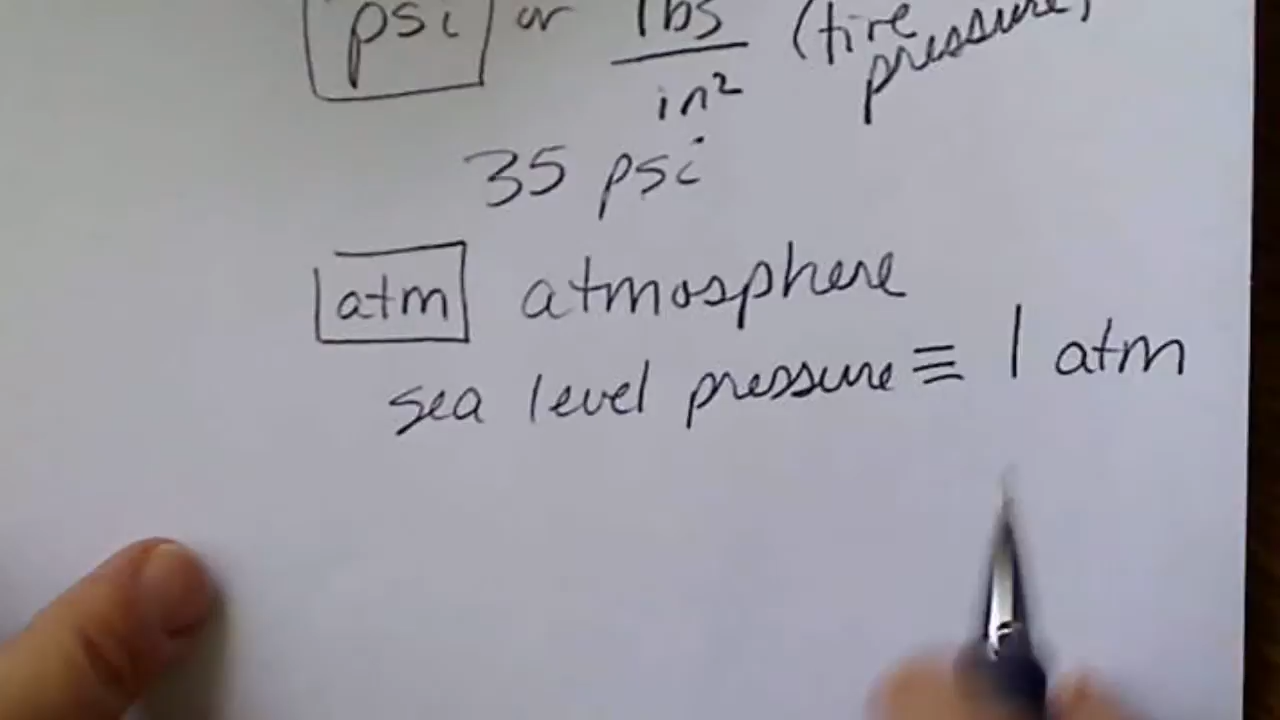 psi or lbs (tire
in² pressure)
35 psi
atm atmosphere
sea level pressure ≡ 1 atm